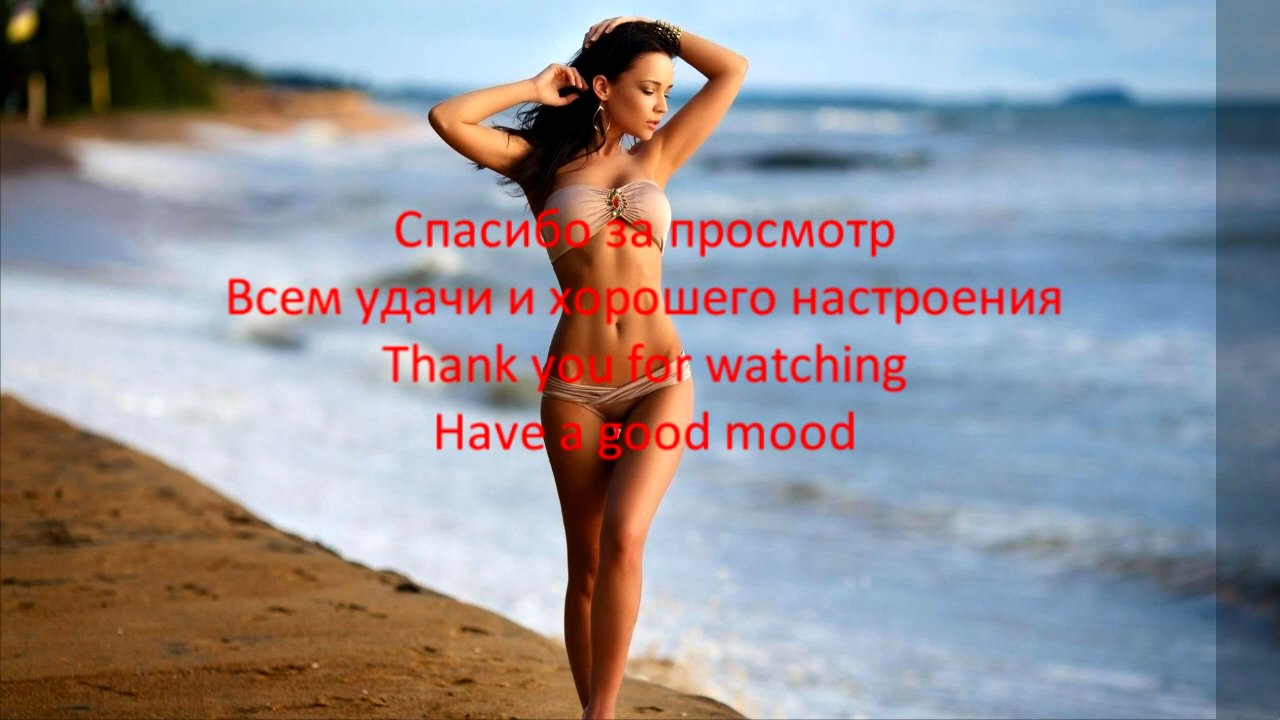 Спасибо за просмотр
Всем удачи и хорошего настроения
Thank you for watching
Have a good mood